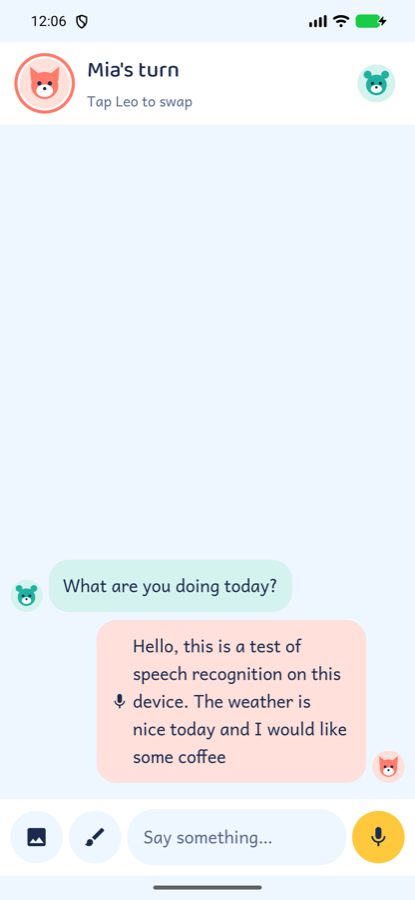 12:06
Mia's turn
Tap Leo to swap
What are you doing today?
Hello, this is a test of
speech recognition on this
device. The weather is
nice today and I would like
some coffee
Say something...